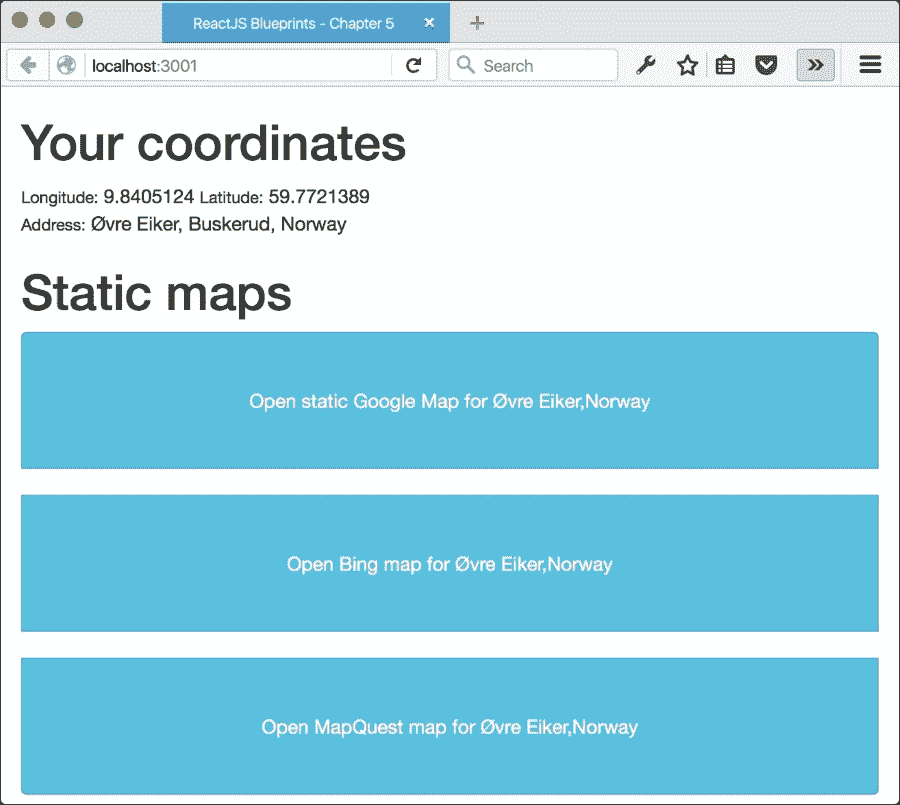 ReactJS Blueprints - Chapter 5
localhost:3001
Search
Your coordinates
Longitude: 9.8405124 Latitude: 59.7721389
Address: Øvre Eiker, Buskerud, Norway
Static maps
Open static Google Map for Øvre Eiker,Norway
Open Bing map for Øvre Eiker,Norway
Open MapQuest map for Øvre Eiker,Norway